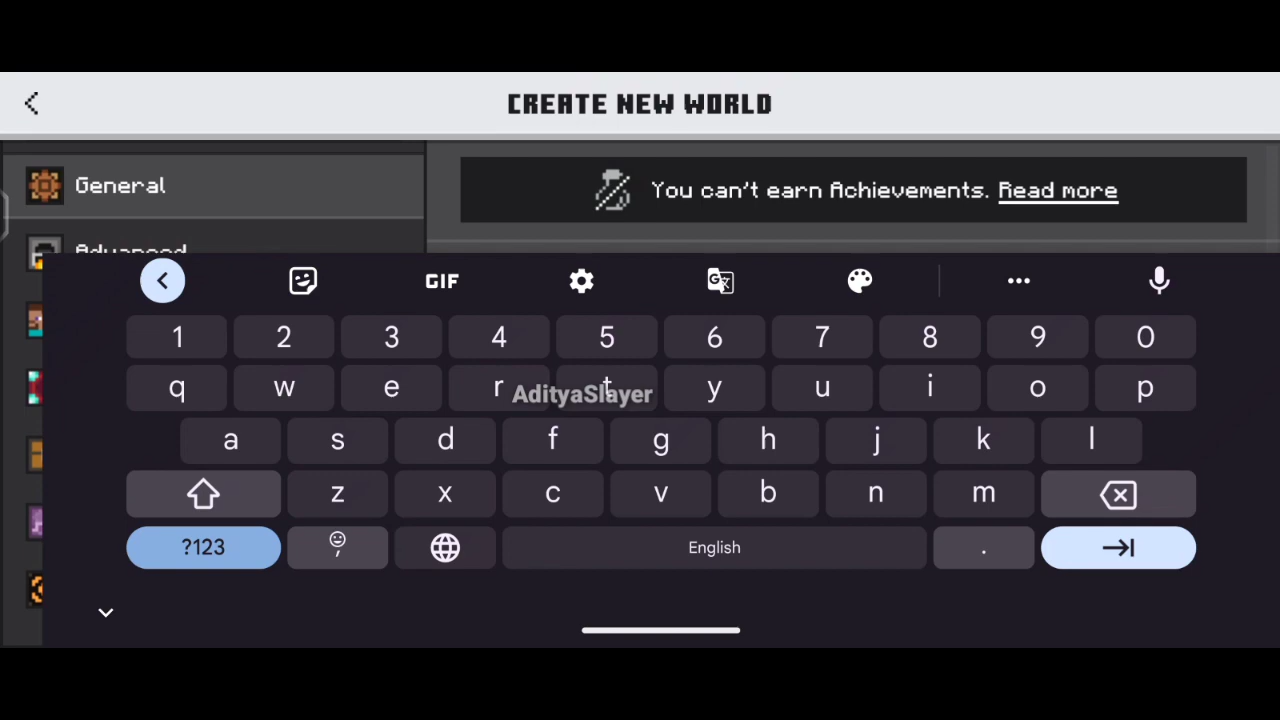 CREATE NEW WORLD
General
You can't earn Achievements. Read more
Advanced
GIF
1 2 3 4 5 6 7 8 9 0
q w e r t y u i o p
AdityaSlayer
a s d f g h j k l
z x c v b n m
?123 , English .